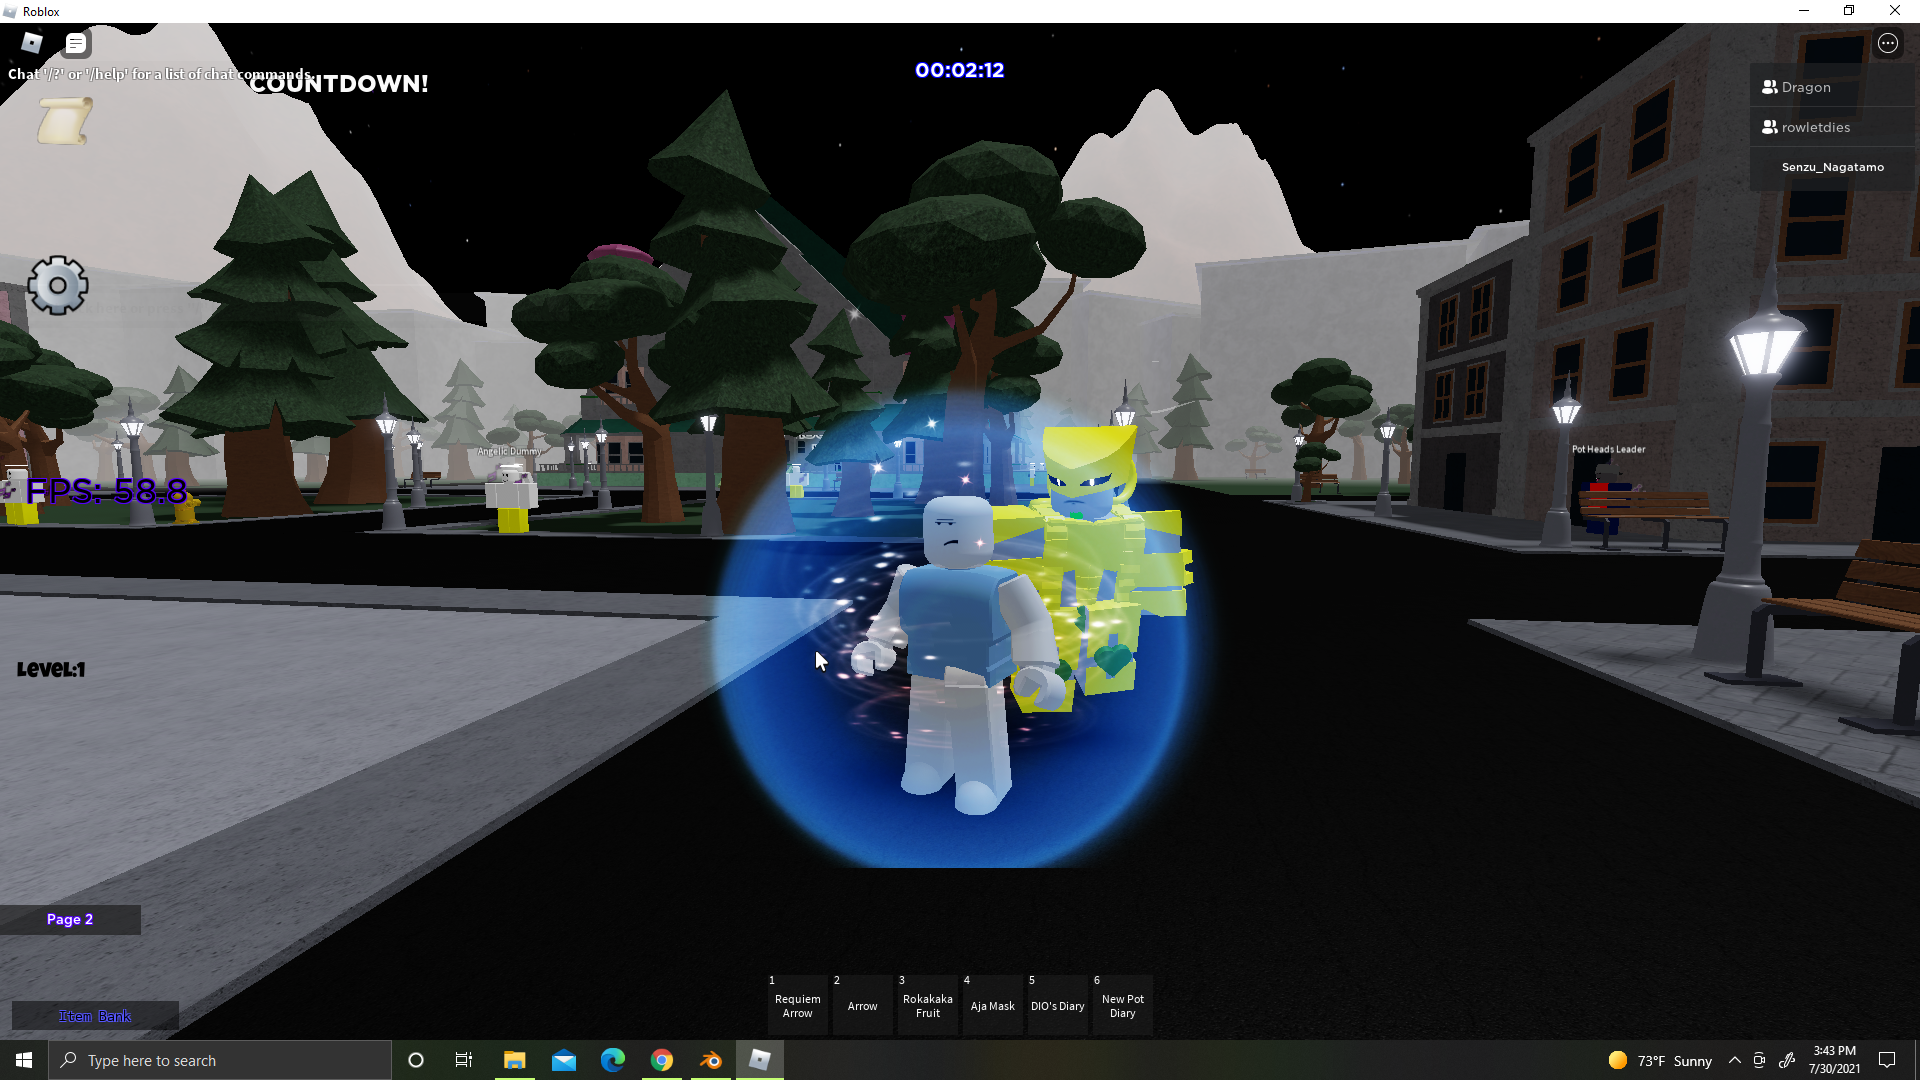 Roblox
Chat '/?' or '/help' for a list of chat commands.
COUNTDOWN!
00:02:12
Dragon
rowletdies
Senzu_Nagatamo
Angelic Dummy
Pot Heads Leader
FPS: 58.8
Level:1
Page 2
Item Bank
1 2 3 4 5 6
Requiem Arrow
Arrow
Rokakaka Fruit
Aja Mask
DIO's Diary
New Pot Diary
Type here to search
73°F Sunny
3:43 PM
7/30/2021